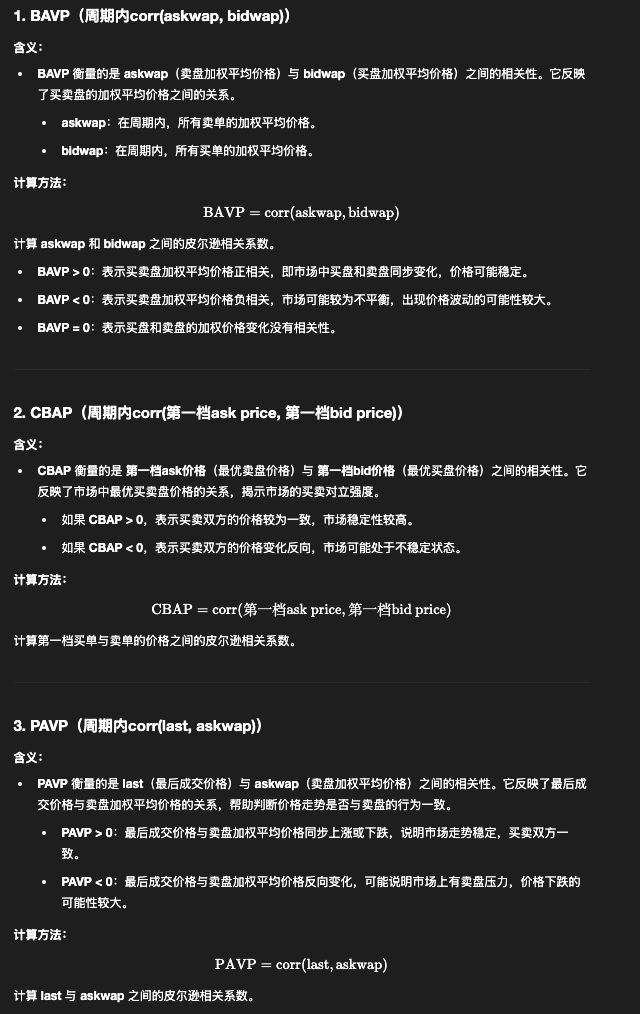 1. BAVP（周期内corr(askwap, bidwap)）
含义：
• BAVP 衡量的是 askwap（卖盘加权平均价格）与 bidwap（买盘加权平均价格）之间的相关性。它反映
了买卖盘的加权平均价格之间的关系。
• askwap：在周期内，所有卖单的加权平均价格。
• bidwap：在周期内，所有买单的加权平均价格。
计算方法：
BAVP = corr(askwap, bidwap)
计算 askwap 和 bidwap 之间的皮尔逊相关系数。
• BAVP > 0：表示买卖盘加权平均价格正相关，即市场中买盘和卖盘同步变化，价格可能稳定。
• BAVP < 0：表示买卖盘加权平均价格负相关，市场可能较为不平衡，出现价格波动的可能性较大。
• BAVP = 0：表示买盘和卖盘的加权价格变化没有相关性。
2. CBAP（周期内corr(第一档ask price, 第一档bid price)）
含义：
• CBAP 衡量的是 第一档ask价格（最优卖盘价格）与 第一档bid价格（最优买盘价格）之间的相关性。它
反映了市场中最优买卖盘价格的关系，揭示市场的买卖对立强度。
• 如果 CBAP > 0，表示买卖双方的价格较为一致，市场稳定性较高。
• 如果 CBAP < 0，表示买卖双方的价格变化反向，市场可能处于不稳定状态。
计算方法：
CBAP = corr(第一档ask price, 第一档bid price)
计算第一档买单与卖单的价格之间的皮尔逊相关系数。
3. PAVP（周期内corr(last, askwap)）
含义：
• PAVP 衡量的是 last（最后成交价格）与 askwap（卖盘加权平均价格）之间的相关性。它反映了最后成
交价格与卖盘加权平均价格的关系，帮助判断价格走势是否与卖盘的行为一致。
• PAVP > 0：最后成交价格与卖盘加权平均价格同步上涨或下跌，说明市场走势稳定，买卖双方一
致。
• PAVP < 0：最后成交价格与卖盘加权平均价格反向变化，可能说明市场上有卖盘压力，价格下跌的
可能性较大。
计算方法：
PAVP = corr(last, askwap)
计算 last 与 askwap 之间的皮尔逊相关系数。